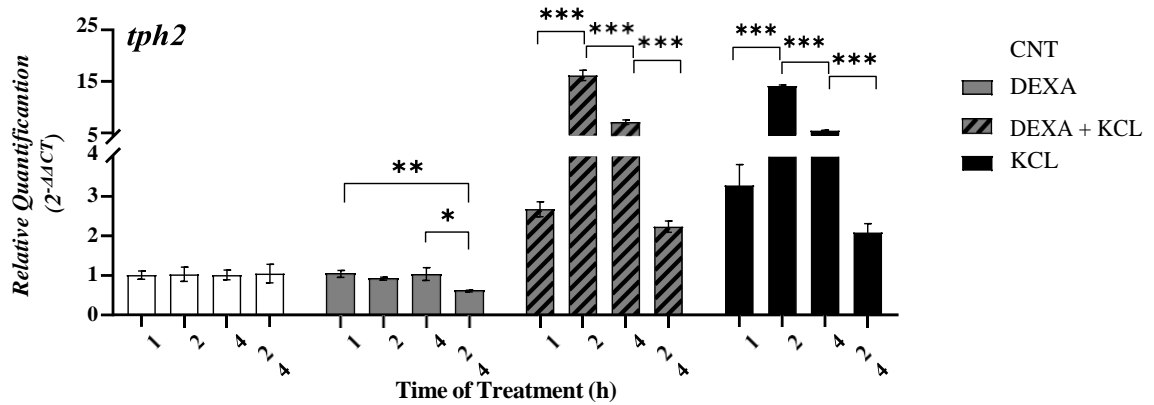 25
tph2
15
5
4
3
2
1
0
Relative Quantificantion
(2-ΔΔCT)
*** *** ***
*** *** ***
**
*
CNT
DEXA
DEXA + KCL
KCL
1 2 4 24 1 2 4 24 1 2 4 24 1 2 4 24
Time of Treatment (h)